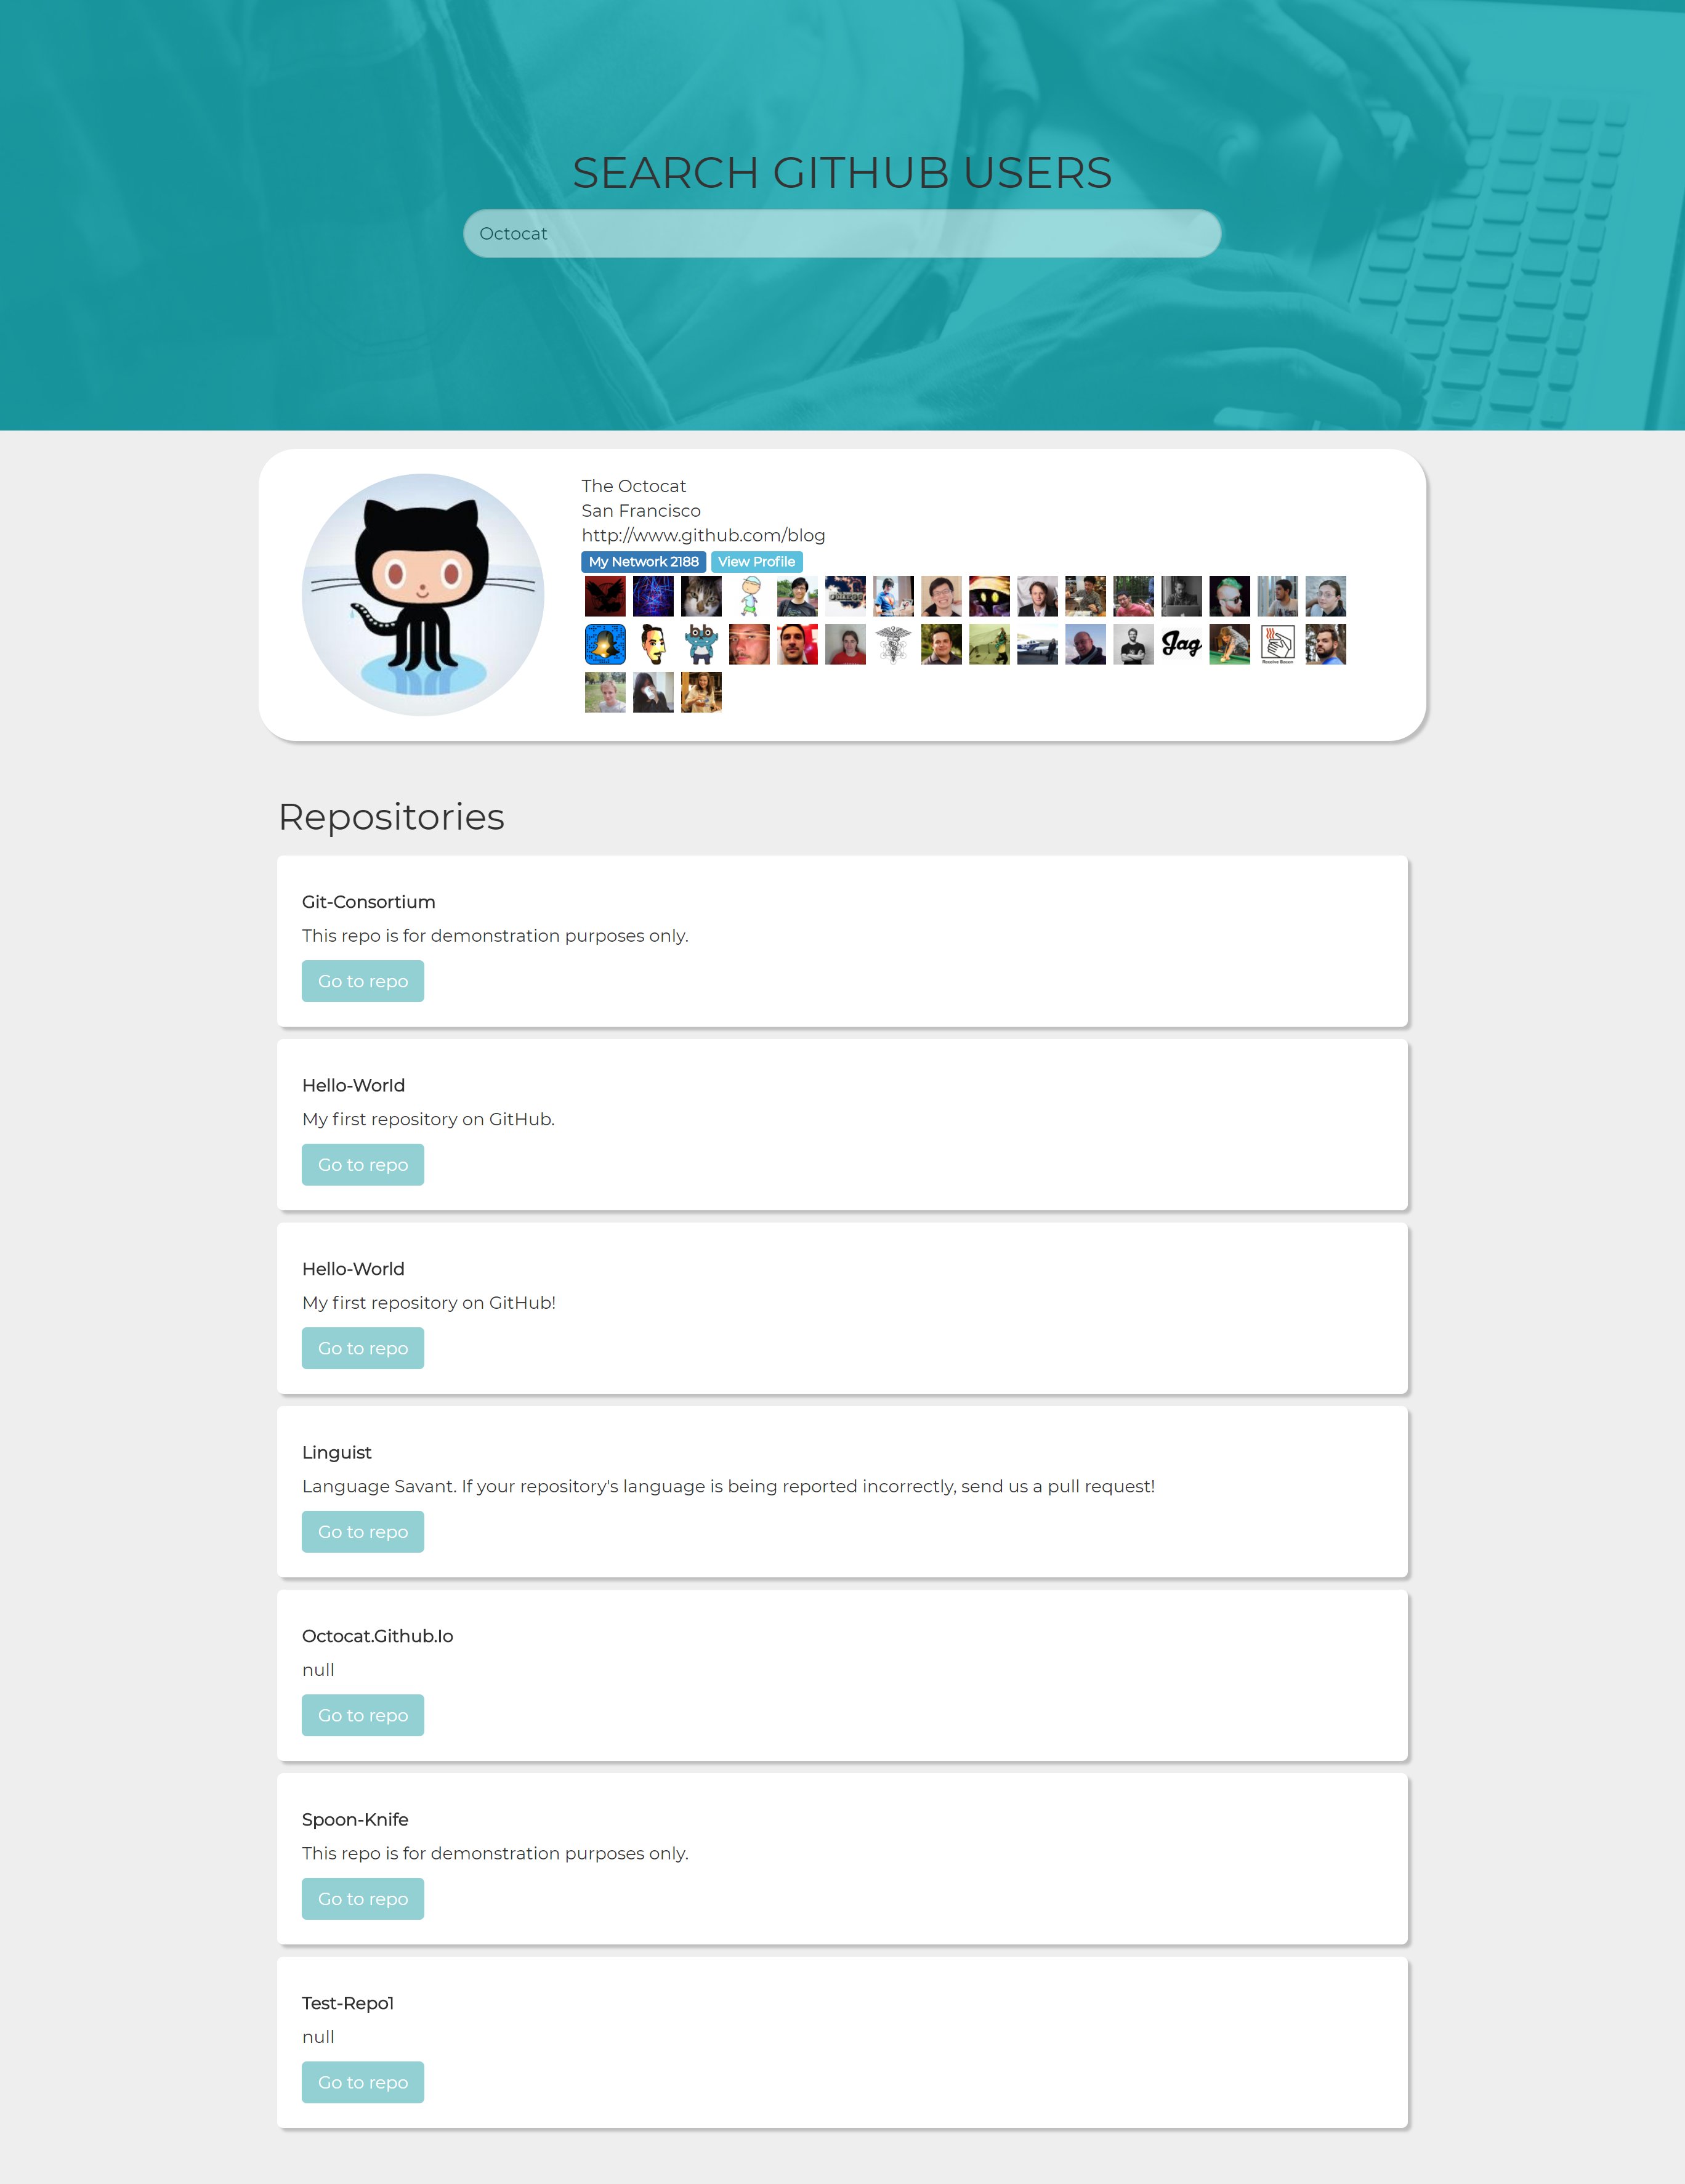 SEARCH GITHUB USERS
Octocat
The Octocat
San Francisco
http://www.github.com/blog
My Network 2188 View Profile
Jag
Receive Bacon
Repositories
Git-Consortium
This repo is for demonstration purposes only.
Go to repo
Hello-World
My first repository on GitHub.
Go to repo
Hello-World
My first repository on GitHub!
Go to repo
Linguist
Language Savant. If your repository's language is being reported incorrectly, send us a pull request!
Go to repo
Octocat.Github.Io
null
Go to repo
Spoon-Knife
This repo is for demonstration purposes only.
Go to repo
Test-Repo1
null
Go to repo